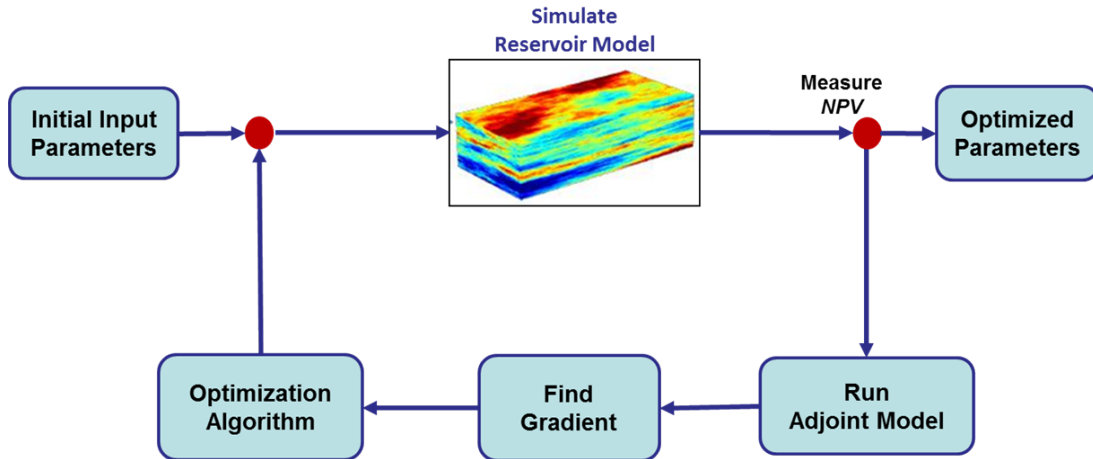 Simulate
Reservoir Model
Initial Input
Parameters
Measure
NPV
Optimized
Parameters
Optimization
Algorithm
Find
Gradient
Run
Adjoint Model